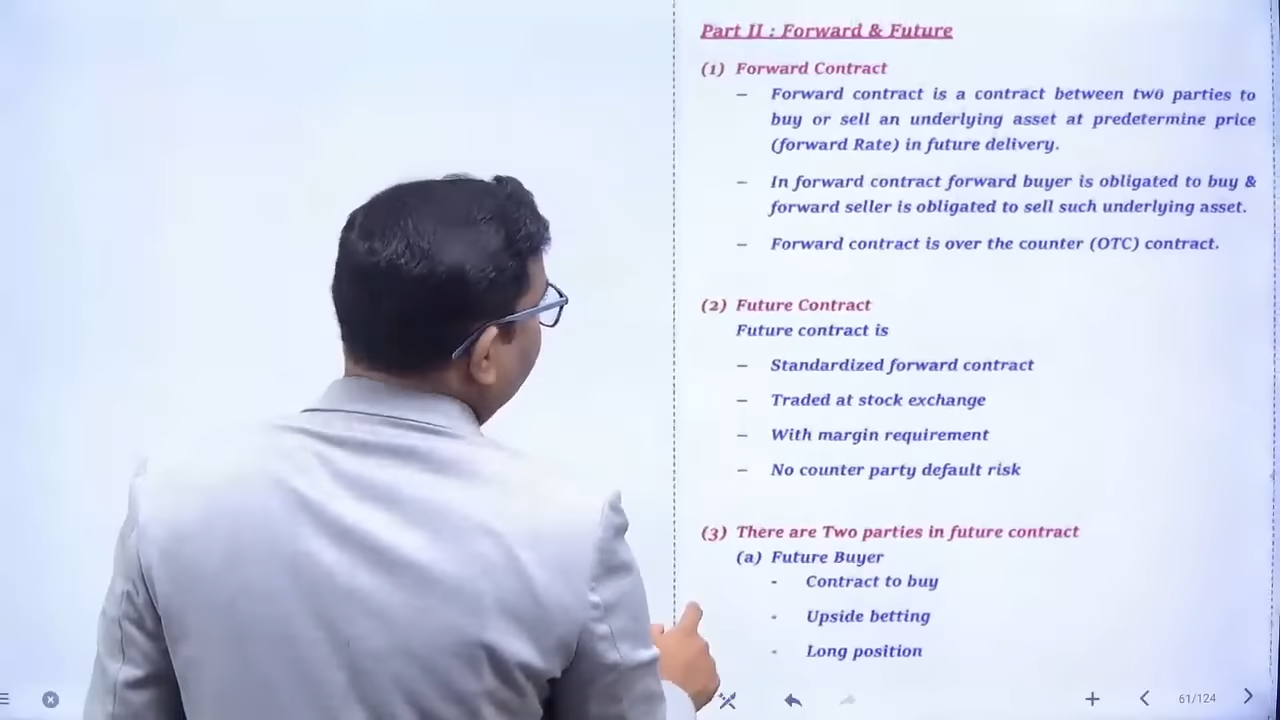 Part II : Forward & Future
(1) Forward Contract
– Forward contract is a contract between two parties to
buy or sell an underlying asset at predetermine price
(forward Rate) in future delivery.
– In forward contract forward buyer is obligated to buy &
forward seller is obligated to sell such underlying asset.
– Forward contract is over the counter (OTC) contract.
(2) Future Contract
Future contract is
– Standardized forward contract
– Traded at stock exchange
– With margin requirement
– No counter party default risk
(3) There are Two parties in future contract
(a) Future Buyer
- Contract to buy
- Upside betting
- Long position
61/124